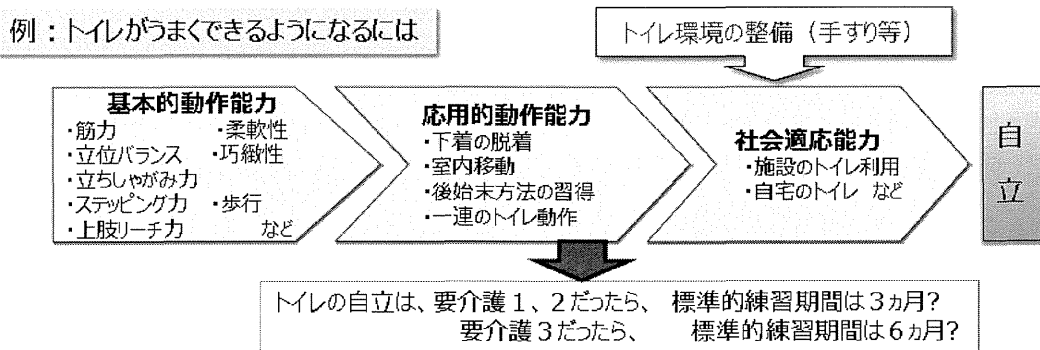 例：トイレがうまくできるようになるには
トイレ環境の整備（手すり等）
基本的動作能力
・筋力 ・柔軟性
・立位バランス ・巧緻性
・立ちしゃがみ力
・ステッピング力 ・歩行
・上肢リーチ力 など
応用的動作能力
・下着の脱着
・室内移動
・後始末方法の習得
・一連のトイレ動作
社会適応能力
・施設のトイレ利用
・自宅のトイレ など
自立
トイレの自立は、要介護１、２だったら、 標準的練習期間は３ヵ月？
要介護３だったら、 標準的練習期間は６ヵ月？